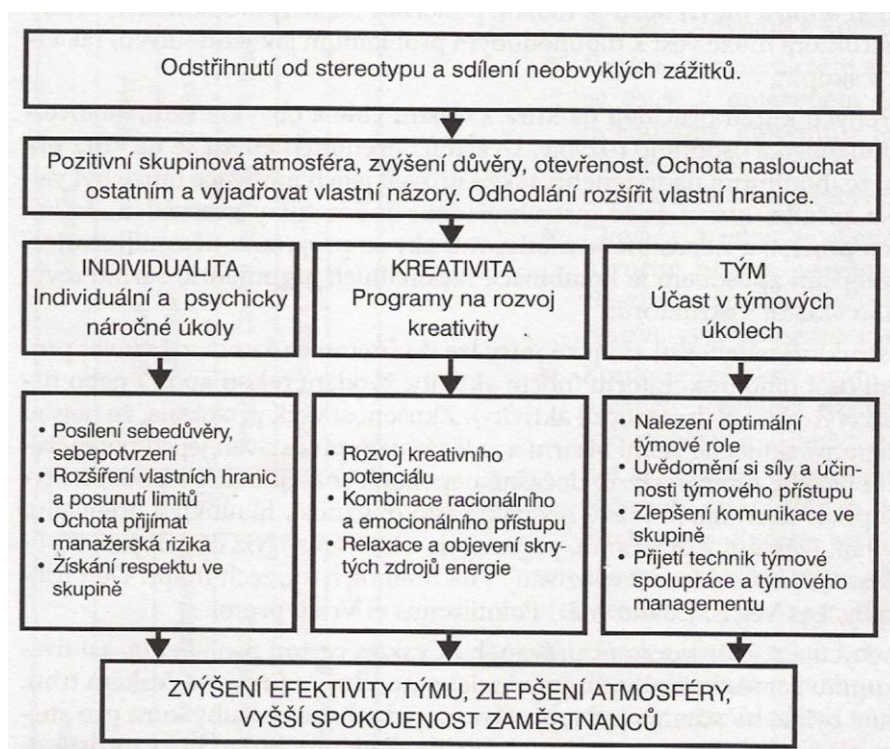 Odstřihnutí od stereotypu a sdílení neobvyklých zážitků.
Pozitivní skupinová atmosféra, zvýšení důvěry, otevřenost. Ochota naslouchat
ostatním a vyjadřovat vlastní názory. Odhodlání rozšířit vlastní hranice.
INDIVIDUALITA
Individuální a psychicky
náročné úkoly
KREATIVITA
Programy na rozvoj
kreativity
TÝM
Účast v týmových
úkolech
• Posílení sebedůvěry,
sebepotvrzení
• Rozšíření vlastních hranic
a posunutí limitů
• Ochota přijímat
manažerská rizika
• Získání respektu ve
skupině
• Rozvoj kreativního
potenciálu
• Kombinace racionálního
a emocionálního přístupu
• Relaxace a objevení skry-
tých zdrojů energie
• Nalezení optimální
týmové role
• Uvědomění si síly a účin-
nosti týmového přístupu
• Zlepšení komunikace ve
skupině
• Přijetí technik týmové
spolupráce a týmového
managementu
ZVÝŠENÍ EFEKTIVITY TÝMU, ZLEPŠENÍ ATMOSFÉRY,
VYŠŠÍ SPOKOJENOST ZAMĚSTNANCŮ